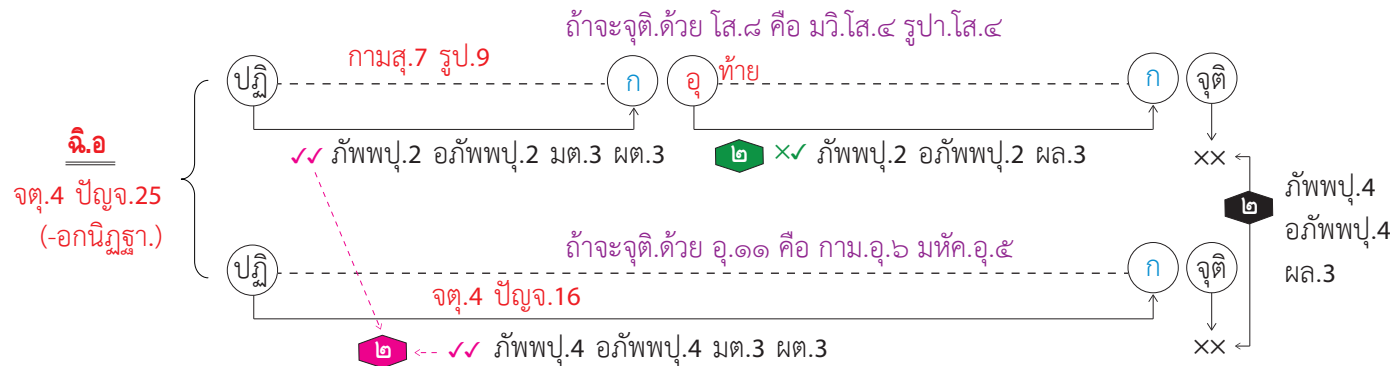 ถ้าจะจุติ.ด้วย โส.๘ คือ มวิ.โส.๔ รูปา.โส.๔
กามสุ.7 รูป.9
ปฏิ ก อุ ท้าย ก จุติ
ฉิ.อ
จตุ.4 ปัญจ.25
(-อกนิฏฐา.)
✓✓ ภัพพปุ.2 อภัพพปุ.2 มต.3 ผต.3 ๒ ×✓ ภัพพปุ.2 อภัพพปุ.2 ผล.3 ××
๒ ภัพพปุ.4
อภัพพปุ.4
ผล.3
ถ้าจะจุติ.ด้วย อุ.๑๑ คือ กาม.อุ.๖ มหัค.อุ.๕
ปฏิ ก จุติ
จตุ.4 ปัญจ.16
๒ ✓✓ ภัพพปุ.4 อภัพพปุ.4 มต.3 ผต.3 ××